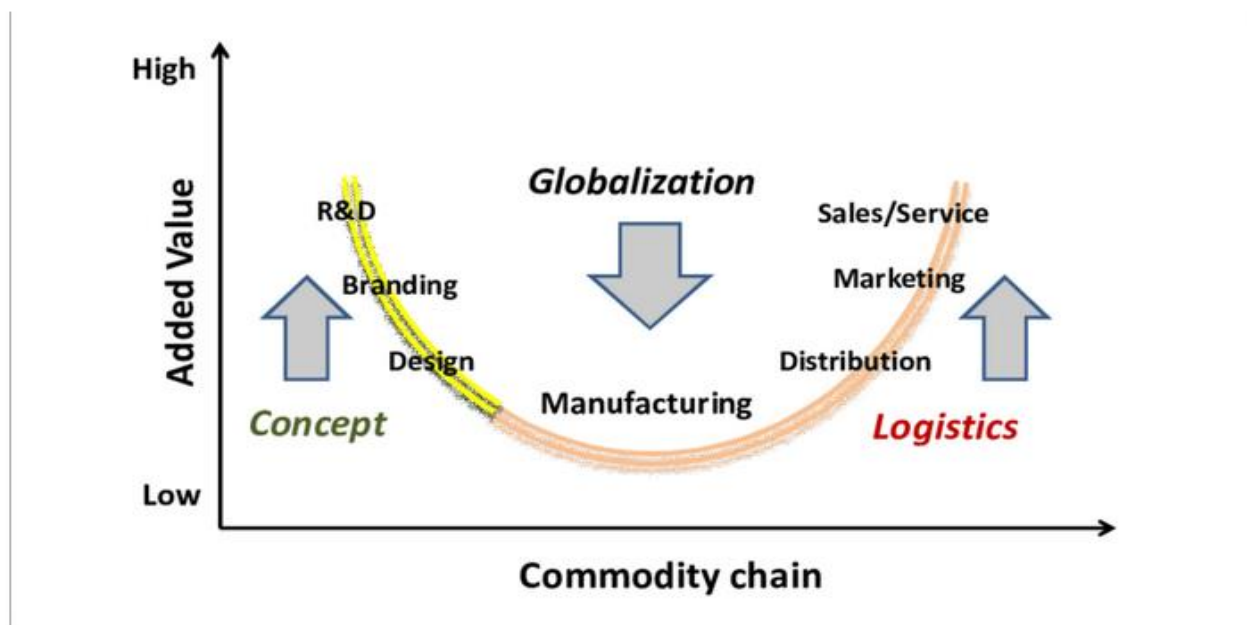 High
Globalization
R&D
Sales/Service
Branding
Marketing
Added Value
Design
Distribution
Manufacturing
Concept
Logistics
Low
Commodity chain